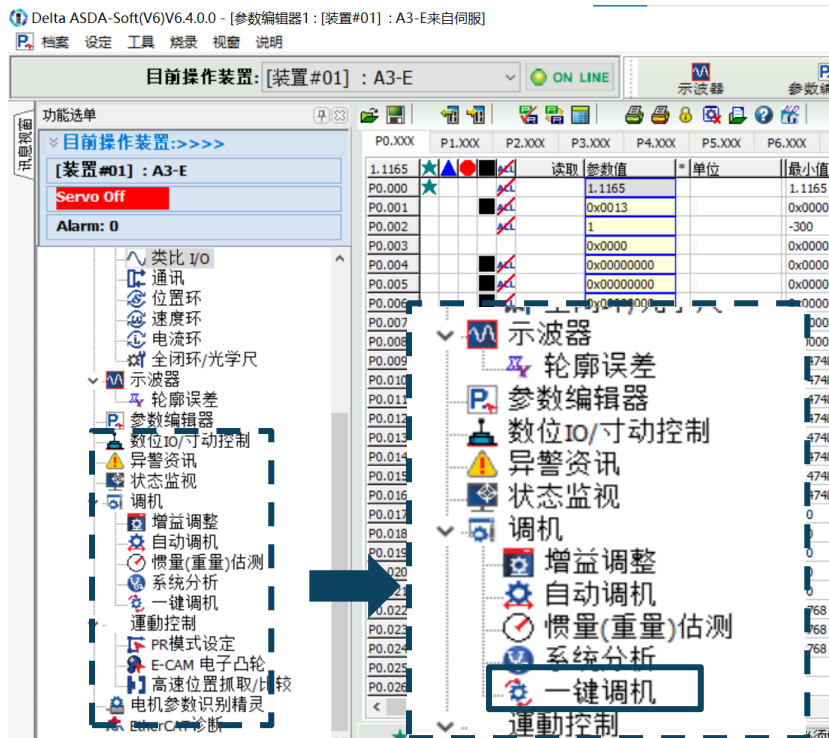 Delta ASDA-Soft(V6)V6.4.0.0 - [参数编辑器1 : [装置#01] : A3-E来自伺服]
档案 设定 工具 烧录 视窗 说明
目前操作装置: [装置#01] : A3-E ON LINE
示波器
讯息视窗
功能选单
目前操作装置:>>>>
[装置#01] : A3-E
Servo Off
Alarm: 0
类比 I/O
通讯
位置环
速度环
电流环
全闭环/光学尺
示波器
轮廓误差
参数编辑器
数位IO/寸动控制
异警资讯
状态监视
调机
增益调整
自动调机
惯量(重量)估测
系统分析
一键调机
運動控制
PR模式设定
E-CAM 电子凸轮
高速位置抓取/比较
电机参数识别精灵
EtherCAT诊断
P0.XXX P1.XXX P2.XXX P3.XXX P4.XXX P5.XXX P6.XXX
1.1165 ALL 读取 参数值 * 单位 最小值
P0.000 ALL 1.1165 1.1165
P0.001 ALL 0x0013 0x0000
P0.002 ALL 1 -300
P0.003 0x0000 0x0000
P0.004 ALL 0x00000000 0x0000
P0.005 ALL 0x00000000 0x0000
P0.006
P0.007
P0.008
P0.009
P0.010
P0.011
P0.012
P0.013
P0.014
P0.015
P0.016
P0.017
P0.018
P0.019
P0.023
P0.024
P0.025
P0.026
示波器
轮廓误差
参数编辑器
数位IO/寸动控制
异警资讯
状态监视
调机
增益调整
自动调机
惯量(重量)估测
系统分析
一键调机
運動控制